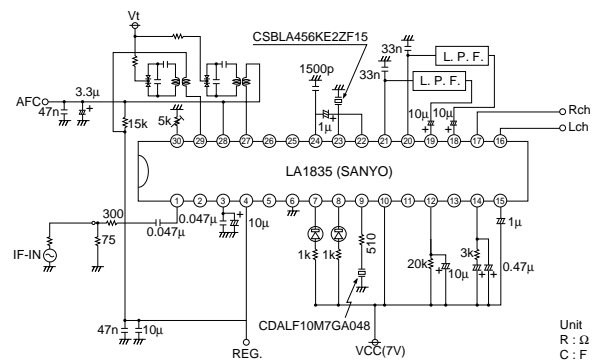 Vt
CSBLA456KE2ZF15
33n
L. P. F.
1500p
33n
L. P. F.
3.3µ
AFC
47n
15k
5k
1µ
10µ
10µ
Rch
Lch
30 29 28 27 26 25 24 23 22 21 20 19 18 17 16
LA1835 (SANYO)
1 2 3 4 5 6 7 8 9 10 11 12 13 14 15
300
0.047µ
0.047µ
10µ
75
IF-IN
1k
1k
510
20k
10µ
3k
0.47µ
1µ
47n
10µ
CDALF10M7GA048
REG.
VCC(7V)
Unit
R : Ω
C : F